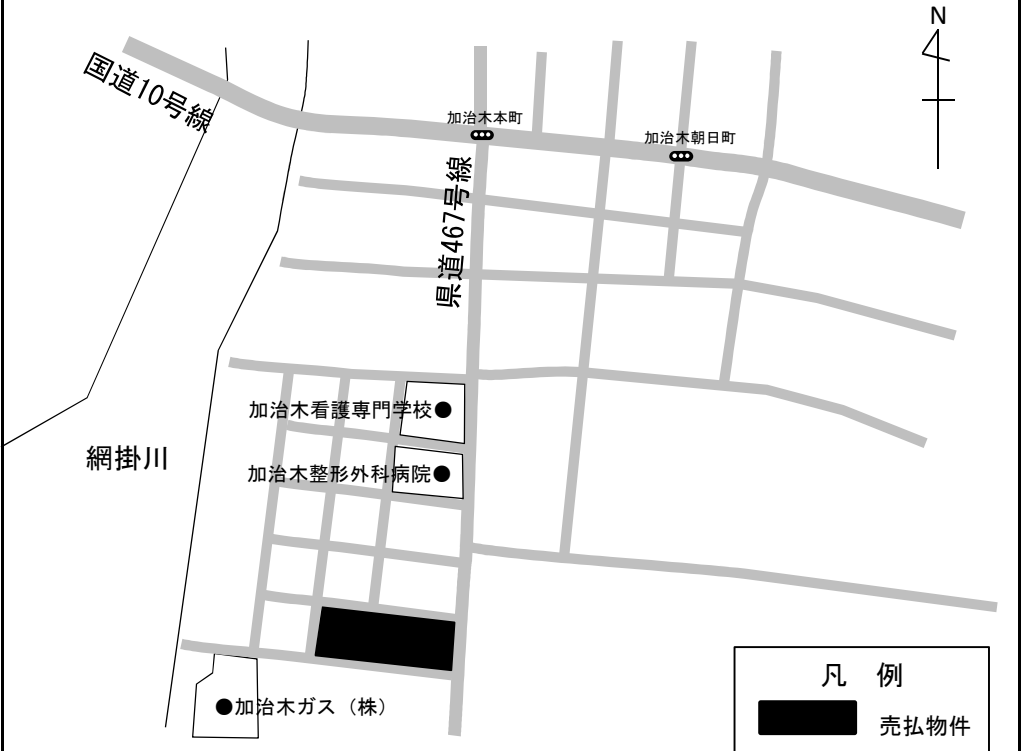 N
国道10号線
加治木本町
加治木朝日町
県道467号線
加治木看護専門学校
網掛川
加治木整形外科病院
加治木ガス（株）
凡　例
売払物件